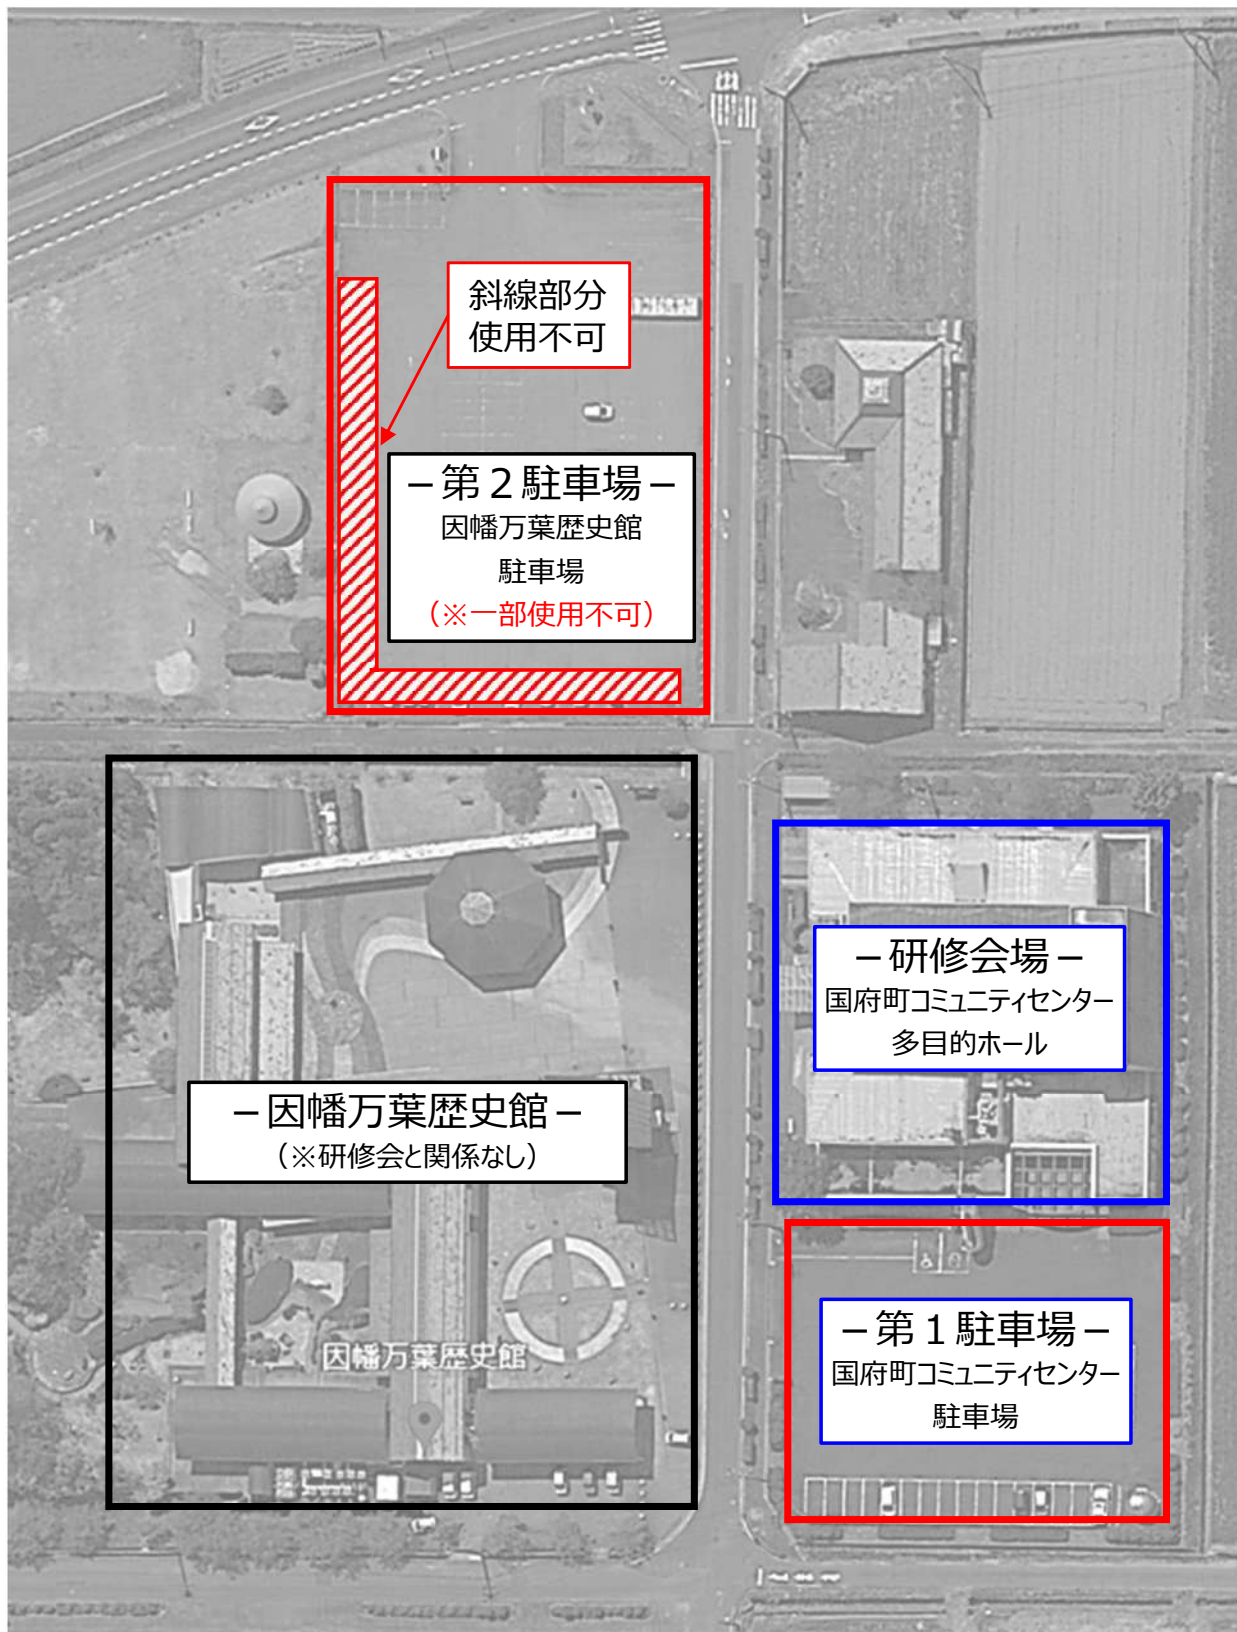 斜線部分
使用不可
－第２駐車場－
因幡万葉歴史館
駐車場
（※一部使用不可）
－研修会場－
国府町コミュニティセンター
多目的ホール
－因幡万葉歴史館－
（※研修会と関係なし）
－第１駐車場－
国府町コミュニティセンター
駐車場
因幡万葉歴史館